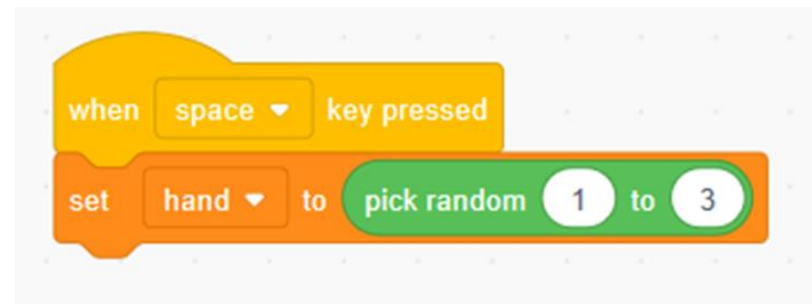 when space key pressed
set hand to pick random 1 to 3